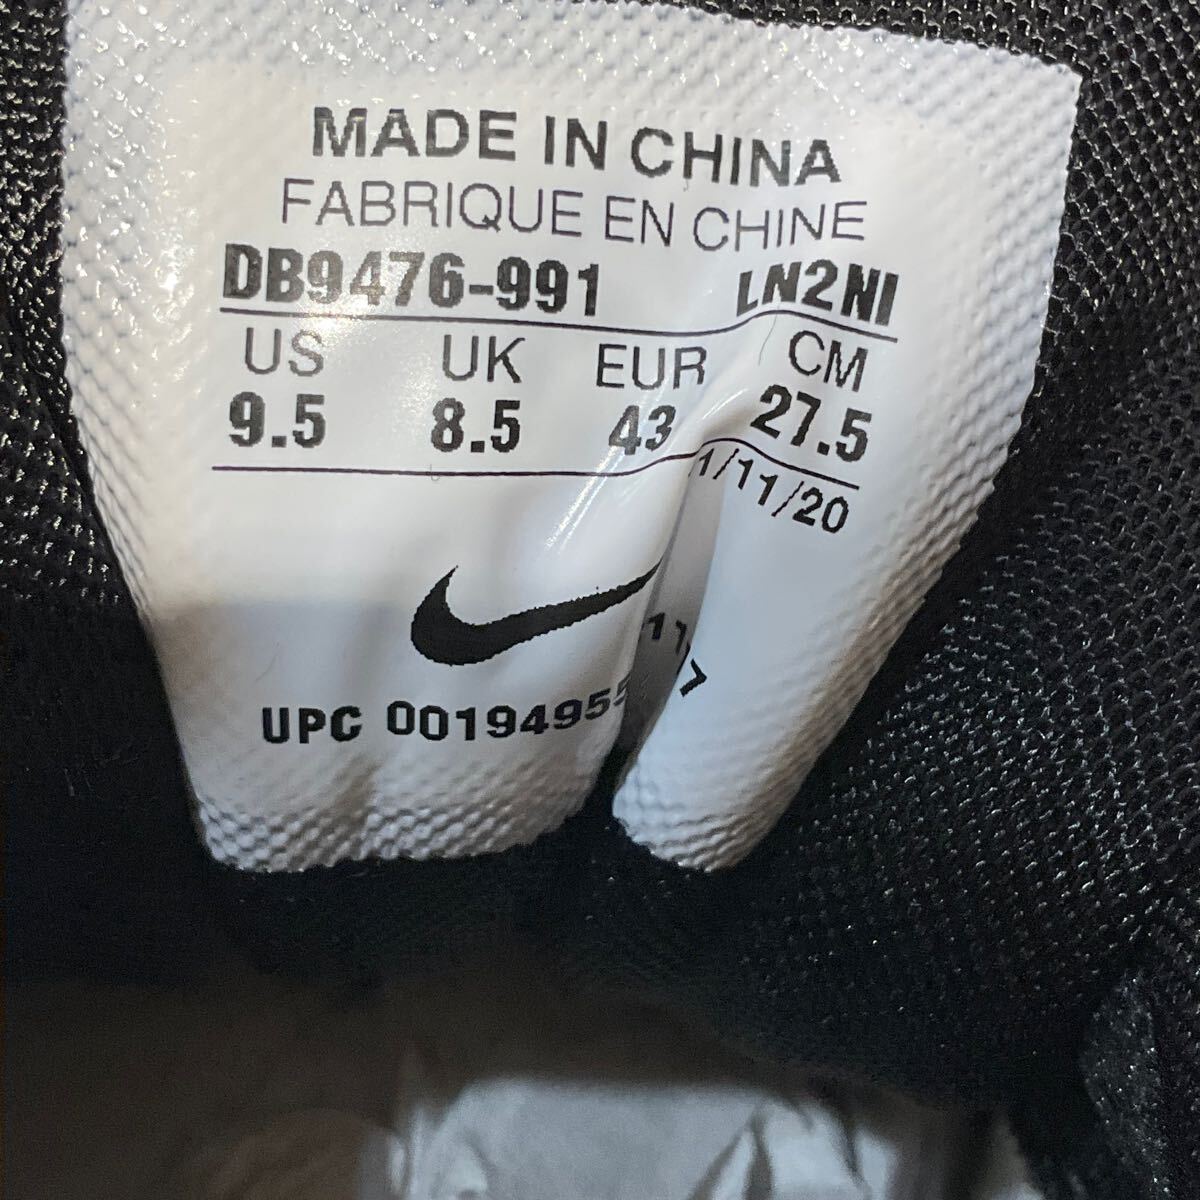 MADE IN CHINA
FABRIQUE EN CHINE
DB9476-991 LN2NI
US UK EUR CM
9.5 8.5 43 27.5
1/11/20
UPC 00194955